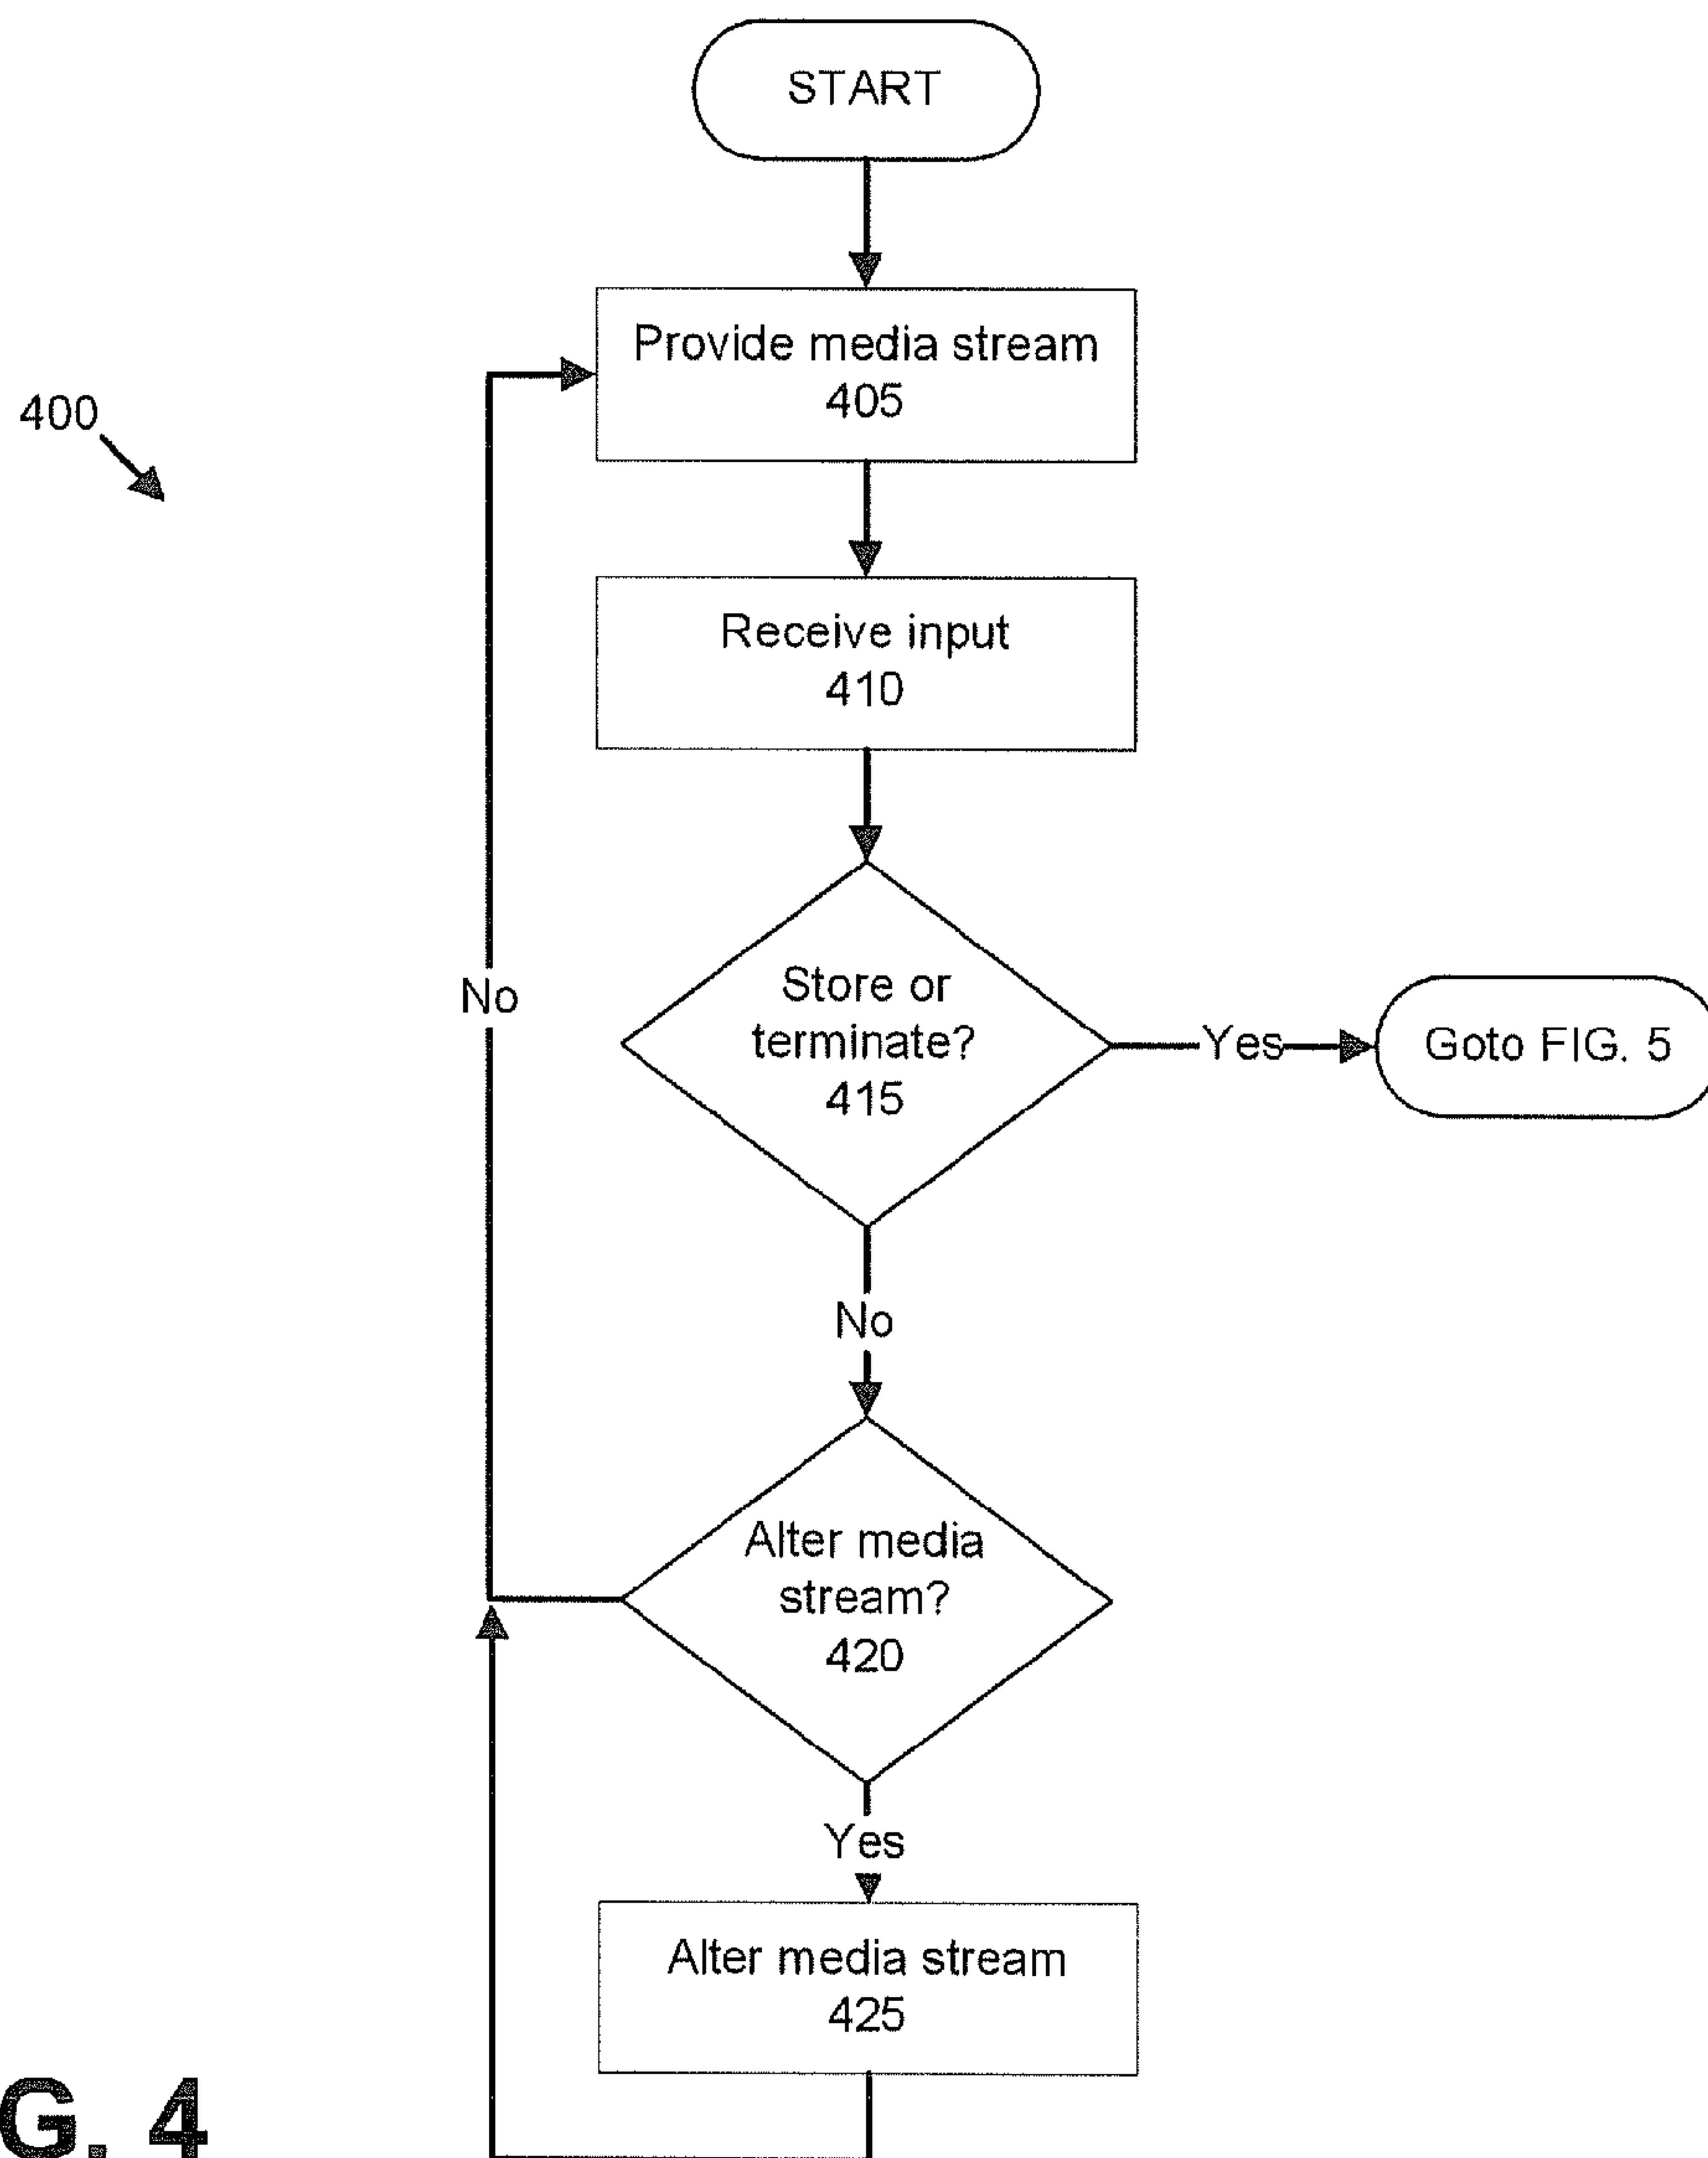 START
Provide media stream
405
400
Receive input
410
Store or
terminate?
415
No
Yes
Goto FIG. 5
No
Alter media
stream?
420
Yes
Alter media stream
425
G. 4